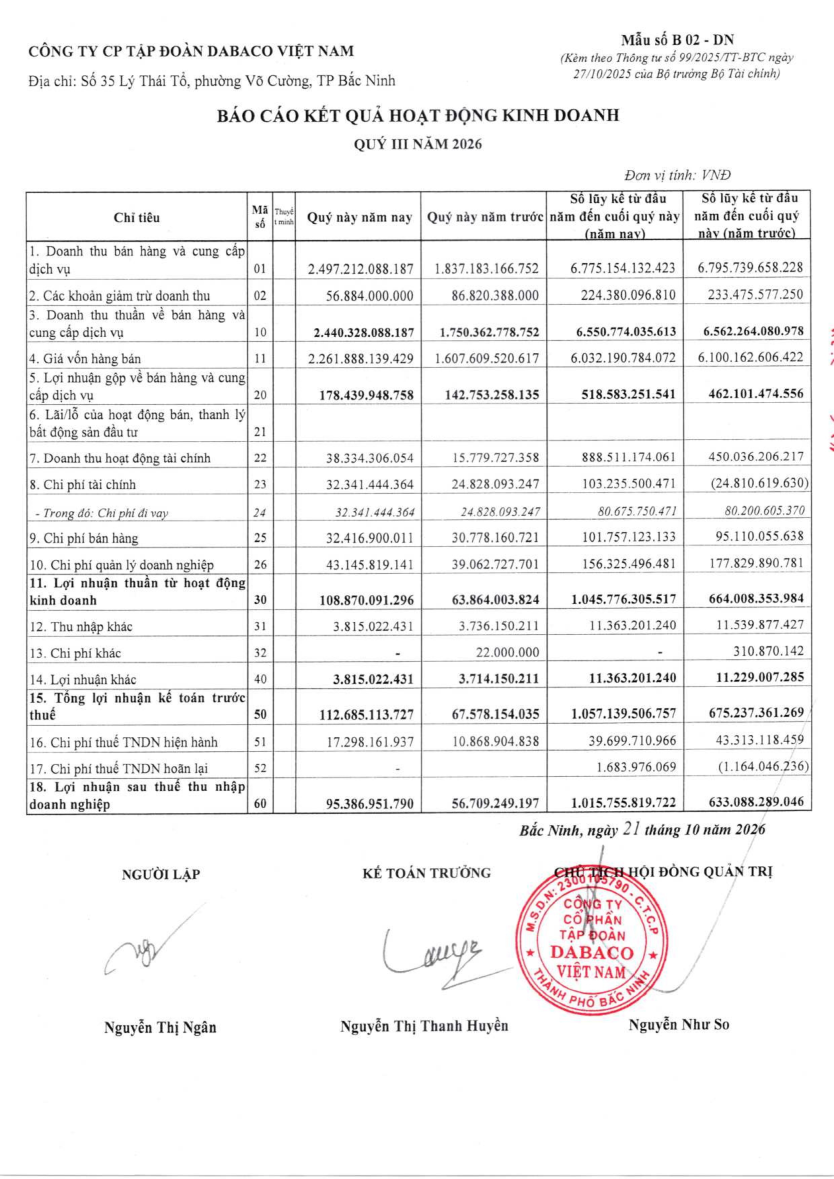 CÔNG TY CP TẬP ĐOÀN DABACO VIỆT NAM
Địa chỉ: Số 35 Lý Thái Tổ, phường Võ Cường, TP Bắc Ninh
Mẫu số B 02 - DN
(Kèm theo Thông tư số 99/2025/TT-BTC ngày
27/10/2025 của Bộ trưởng Bộ Tài chính)
BÁO CÁO KẾT QUẢ HOẠT ĐỘNG KINH DOANH
QUÝ III NĂM 2026
Đơn vị tính: VNĐ
Chỉ tiêu | Mã số | Thuyết minh | Quý này năm nay | Quý này năm trước | Số lũy kế từ đầu năm đến cuối quý này (năm nay) | Số lũy kế từ đầu năm đến cuối quý này (năm trước)
1. Doanh thu bán hàng và cung cấp dịch vụ | 01 | 2.497.212.088.187 | 1.837.183.166.752 | 6.775.154.132.423 | 6.795.739.658.228
2. Các khoản giảm trừ doanh thu | 02 | 56.884.000.000 | 86.820.388.000 | 224.380.096.810 | 233.475.577.250
3. Doanh thu thuần về bán hàng và cung cấp dịch vụ | 10 | 2.440.328.088.187 | 1.750.362.778.752 | 6.550.774.035.613 | 6.562.264.080.978
4. Giá vốn hàng bán | 11 | 2.261.888.139.429 | 1.607.609.520.617 | 6.032.190.784.072 | 6.100.162.606.422
5. Lợi nhuận gộp về bán hàng và cung cấp dịch vụ | 20 | 178.439.948.758 | 142.753.258.135 | 518.583.251.541 | 462.101.474.556
6. Lãi/lỗ của hoạt động bán, thanh lý bất động sản đầu tư | 21
7. Doanh thu hoạt động tài chính | 22 | 38.334.306.054 | 15.779.727.358 | 888.511.174.061 | 450.036.206.217
8. Chi phí tài chính | 23 | 32.341.444.364 | 24.828.093.247 | 103.235.500.471 | (24.810.619.630)
- Trong đó: Chi phí đi vay | 24 | 32.341.444.364 | 24.828.093.247 | 80.675.750.471 | 80.200.605.370
9. Chi phí bán hàng | 25 | 32.416.900.011 | 30.778.160.721 | 101.757.123.133 | 95.110.055.638
10. Chi phí quản lý doanh nghiệp | 26 | 43.145.819.141 | 39.062.727.701 | 156.325.496.481 | 177.829.890.781
11. Lợi nhuận thuần từ hoạt động kinh doanh | 30 | 108.870.091.296 | 63.864.003.824 | 1.045.776.305.517 | 664.008.353.984
12. Thu nhập khác | 31 | 3.815.022.431 | 3.736.150.211 | 11.363.201.240 | 11.539.877.427
13. Chi phí khác | 32 | - | 22.000.000 | - | 310.870.142
14. Lợi nhuận khác | 40 | 3.815.022.431 | 3.714.150.211 | 11.363.201.240 | 11.229.007.285
15. Tổng lợi nhuận kế toán trước thuế | 50 | 112.685.113.727 | 67.578.154.035 | 1.057.139.506.757 | 675.237.361.269
16. Chi phí thuế TNDN hiện hành | 51 | 17.298.161.937 | 10.868.904.838 | 39.699.710.966 | 43.313.118.459
17. Chi phí thuế TNDN hoãn lại | 52 | - | 1.683.976.069 | (1.164.046.236)
18. Lợi nhuận sau thuế thu nhập doanh nghiệp | 60 | 95.386.951.790 | 56.709.249.197 | 1.015.755.819.722 | 633.088.289.046
Bắc Ninh, ngày 21 tháng 10 năm 2026
NGƯỜI LẬP
KẾ TOÁN TRƯỞNG
CHỦ TỊCH HỘI ĐỒNG QUẢN TRỊ
M.S.D.N: 2300105790 - C.T.C.P
CÔNG TY
CỔ PHẦN
TẬP ĐOÀN
DABACO
VIỆT NAM
THÀNH PHỐ BẮC NINH
Nguyễn Thị Ngân
Nguyễn Thị Thanh Huyền
Nguyễn Như So